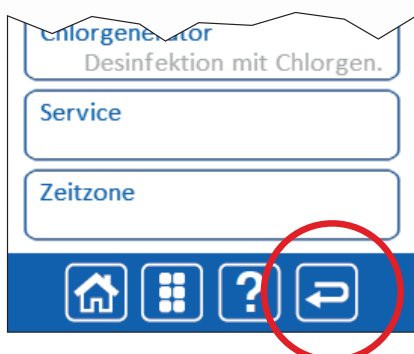 Chlorgenerator
Desinfektion mit Chlorgen.
Service
Zeitzone
?